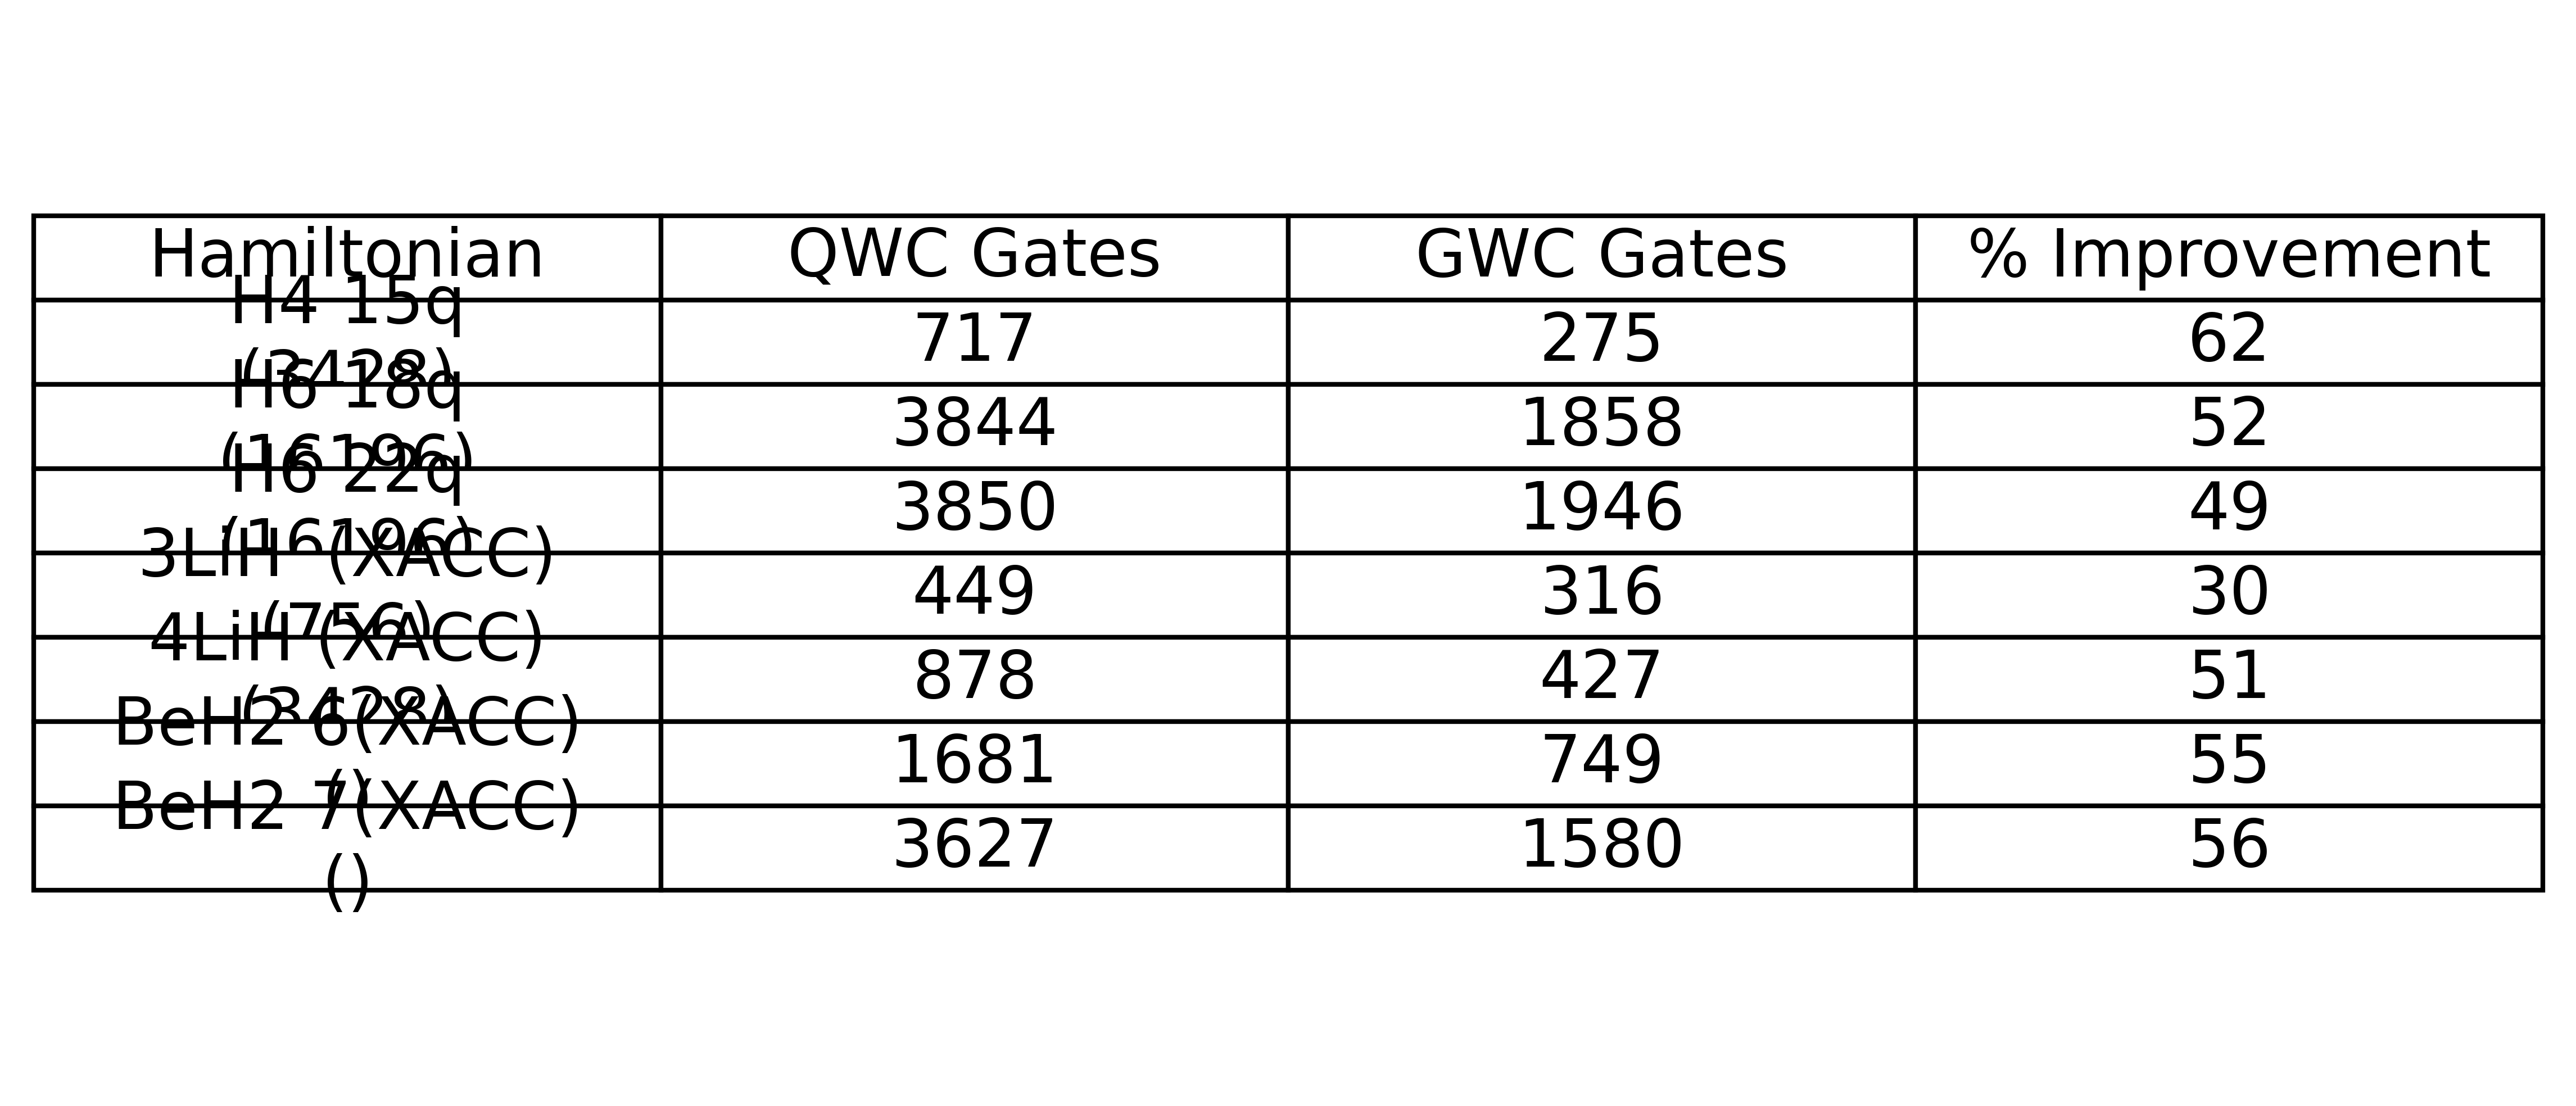 Hamiltonian QWC Gates GWC Gates % Improvement
H4 15q
(3428) 717 275 62
H6 18q
(16196) 3844 1858 52
H6 22q
(16196) 3850 1946 49
3LiH (XACC)
(756) 449 316 30
4LiH (XACC)
(3428) 878 427 51
BeH2 6(XACC)
() 1681 749 55
BeH2 7(XACC)
() 3627 1580 56